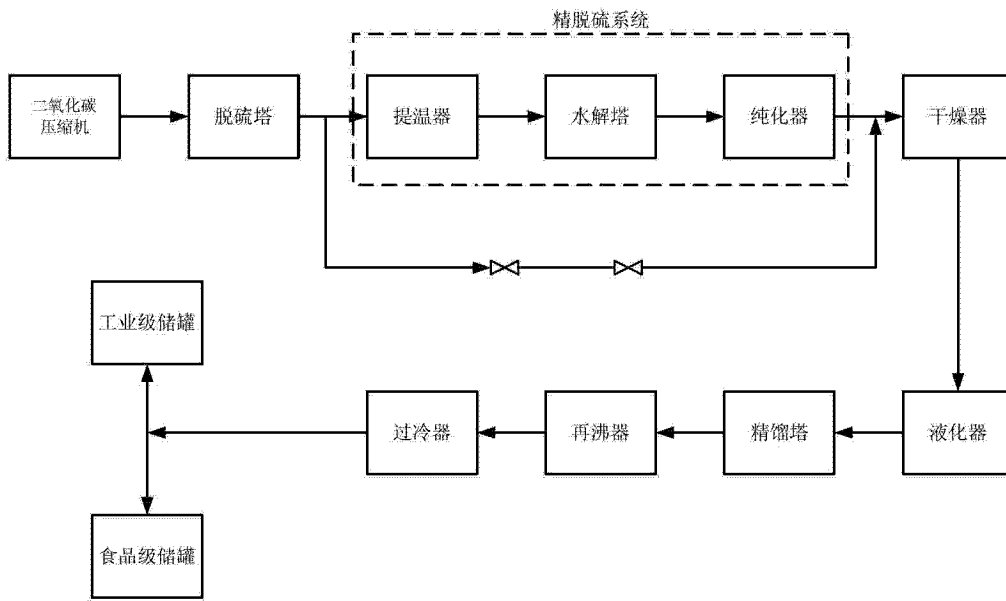 精脱硫系统
二氧化碳
压缩机
脱硫塔
提温器
水解塔
纯化器
干燥器
工业级储罐
过冷器
再沸器
精馏塔
液化器
食品级储罐